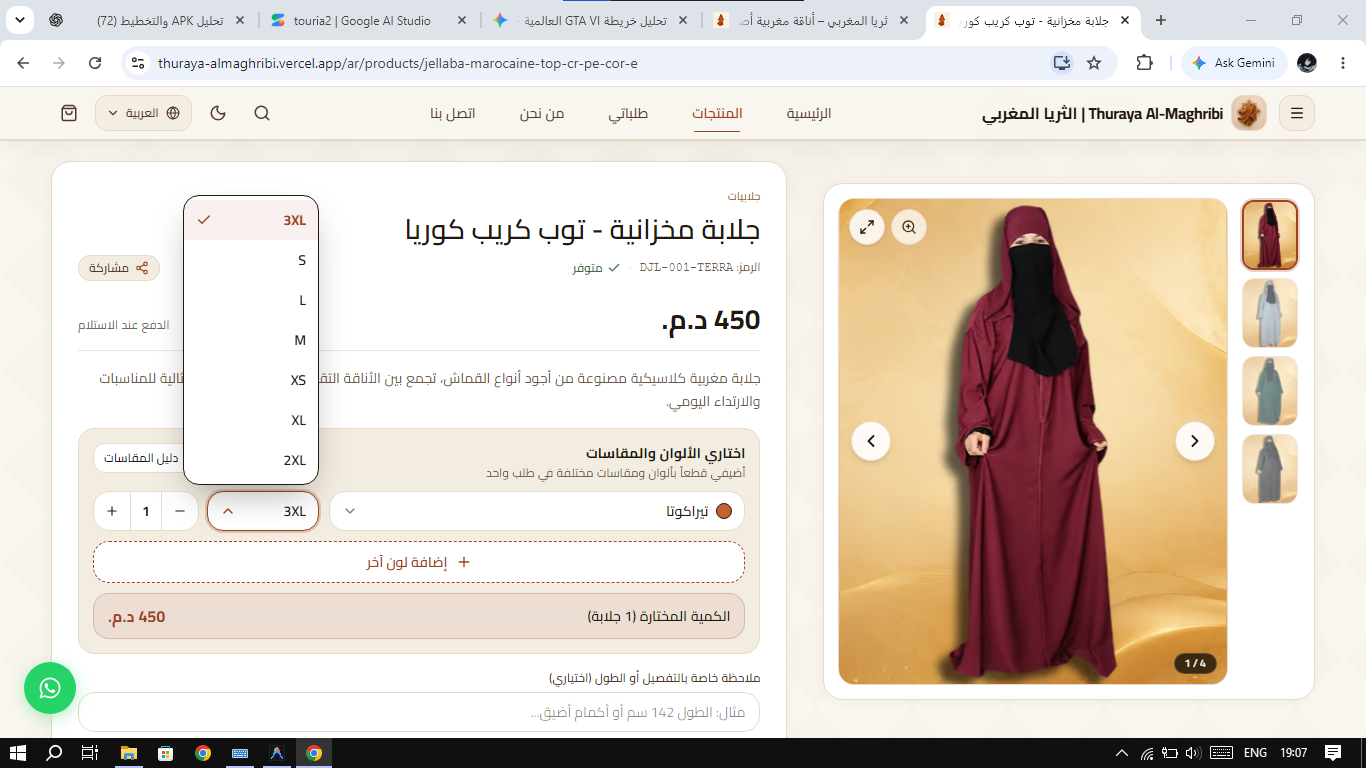 تحليل APK والتخطيط (72)
touria2 | Google AI Studio
تحليل خريطة GTA VI العالمية -
ثريا المغربي – أناقة مغربية أصـ
جلابة مخزانية - توب كريب كوريـ
thuraya-almaghribi.vercel.app/ar/products/jellaba-marocaine-top-cr-pe-cor-e
Ask Gemini
Thuraya Al-Maghribi | الثريا المغربي
الرئيسية
المنتجات
طلباتي
من نحن
اتصل بنا
العربية
جلابيات
جلابة مخزانية - توب كريب كوريا
الرمز: DJL-001-TERRA · متوفر
مشاركة
450 د.م.
الدفع عند الاستلام
جلابة مغربية كلاسيكية مصنوعة من أجود أنواع القماش، تجمع بين الأناقة التقـ ـثالية للمناسبات
والارتداء اليومي.
3XL
S
L
M
XS
XL
2XL
اختاري الألوان والمقاسات
دليل المقاسات
أضيفي قطعاً بألوان ومقاسات مختلفة في طلب واحد
تيراكوتا
3XL
− 1 +
+ إضافة لون آخر
الكمية المختارة (1 جلابة)
450 د.م.
ملاحظة خاصة بالتفصيل أو الطول (اختياري)
مثال: الطول 142 سم أو أكمام أضيق...
1 / 4
ENG
19:07